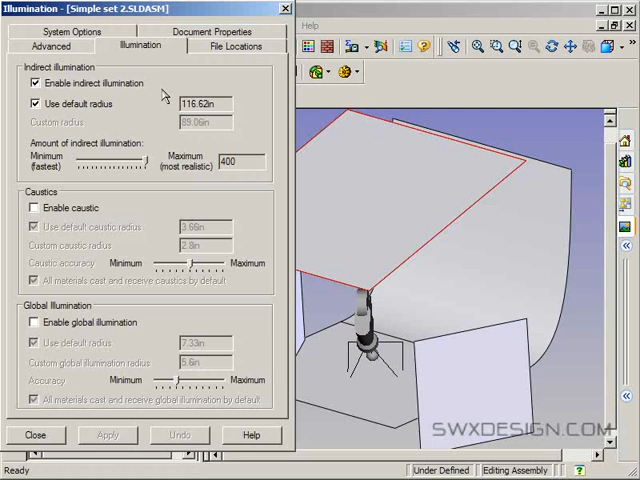 Illumination - [Simple set 2.SLDASM]
Help
System Options
Document Properties
Advanced
Illumination
File Locations
Indirect illumination
Enable indirect illumination
Use default radius
116.62in
Custom radius
89.06in
Amount of indirect illumination:
Minimum
(fastest)
Maximum
(most realistic)
400
Caustics
Enable caustic
Use default caustic radius
3.66in
Custom caustic radius
2.8in
Caustic accuracy
Minimum
Maximum
All materials cast and receive caustics by default
Global Illumination
Enable global illumination
Use default radius
7.33in
Custom global illumination radius
5.6in
Accuracy
Minimum
Maximum
All materials cast and receive global illumination by default.
Close
Apply
Undo
Help
SWXDESIGN.COM
Ready
Under Defined
Editing Assembly